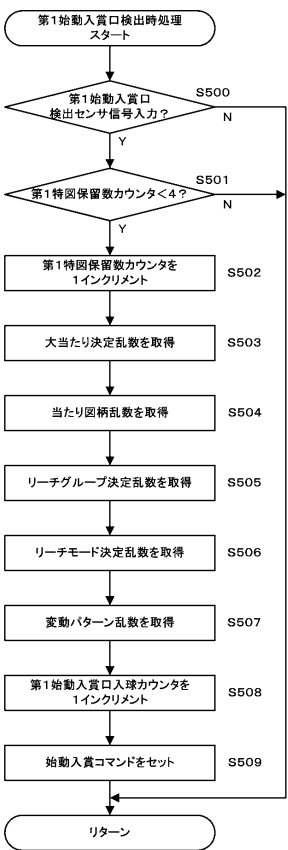 第1始動入賞口検出時処理
スタート
第1始動入賞口
検出センサ信号入力？
S500
N
Y
第1特図保留数カウンタ＜4？
S501
N
Y
第1特図保留数カウンタを
1インクリメント
S502
大当たり決定乱数を取得
S503
当たり図柄乱数を取得
S504
リーチグループ決定乱数を取得
S505
リーチモード決定乱数を取得
S506
変動パターン乱数を取得
S507
第1始動入賞口入球カウンタを
1インクリメント
S508
始動入賞コマンドをセット
S509
リターン